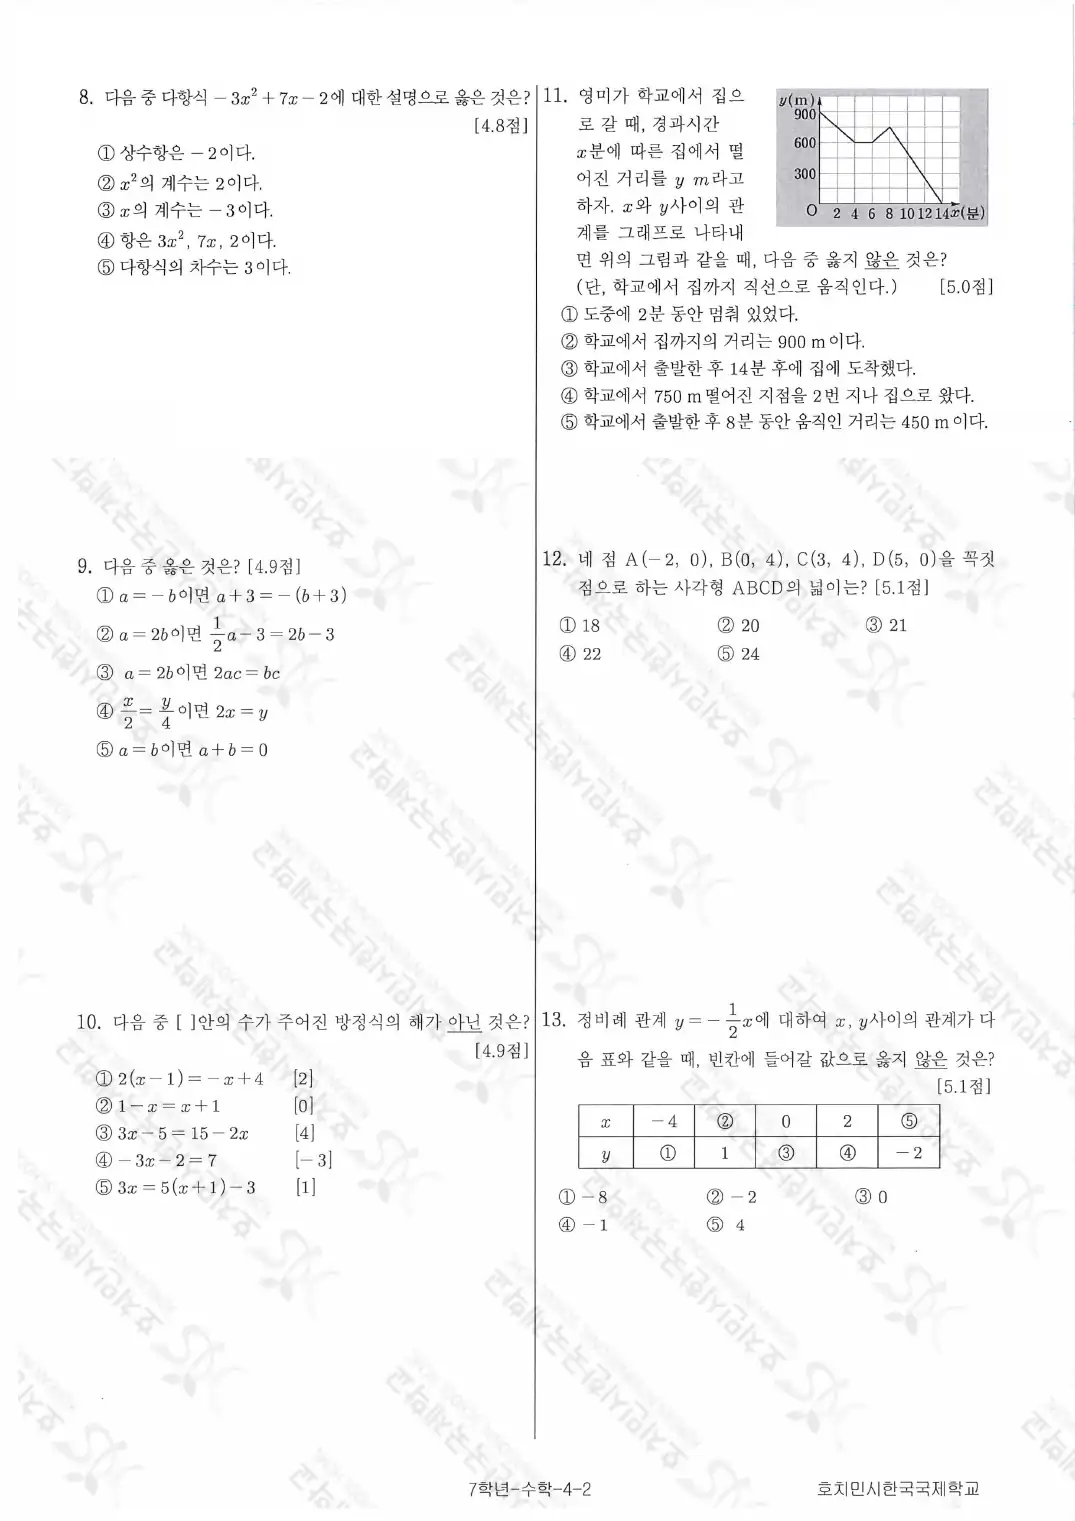 8. 다음 중 다항식 −3x² + 7x − 2에 대한 설명으로 옳은 것은?
[4.8점]
① 상수항은 −2이다.
② x²의 계수는 2이다.
③ x의 계수는 −3이다.
④ 항은 3x², 7x, 2이다.
⑤ 다항식의 차수는 3이다.
9. 다음 중 옳은 것은? [4.9점]
① a = −b이면 a+3 = −(b+3)
② a = 2b이면 1/2a−3 = 2b−3
③ a = 2b이면 2ac = bc
④ x/2 = y/4이면 2x = y
⑤ a = b이면 a+b = 0
10. 다음 중 [ ]안의 수가 주어진 방정식의 해가 아닌 것은?
[4.9점]
① 2(x−1) = −x+4 [2]
② 1−x = x+1 [0]
③ 3x−5 = 15−2x [4]
④ −3x−2 = 7 [−3]
⑤ 3x = 5(x+1)−3 [1]
11. 영미가 학교에서 집으
로 갈 때, 경과시간
x분에 따른 집에서 떨
어진 거리를 y m라고
하자. x와 y사이의 관
계를 그래프로 나타내
면 위의 그림과 같을 때, 다음 중 옳지 않은 것은?
(단, 학교에서 집까지 직선으로 움직인다.) [5.0점]
y(m)
900
600
300
O 2 4 6 8 10 12 14 x(분)
① 도중에 2분 동안 멈춰 있었다.
② 학교에서 집까지의 거리는 900 m이다.
③ 학교에서 출발한 후 14분 후에 집에 도착했다.
④ 학교에서 750 m 떨어진 지점을 2번 지나 집으로 왔다.
⑤ 학교에서 출발한 후 8분 동안 움직인 거리는 450 m이다.
12. 네 점 A(−2, 0), B(0, 4), C(3, 4), D(5, 0)을 꼭짓
점으로 하는 사각형 ABCD의 넓이는? [5.1점]
① 18 ② 20 ③ 21
④ 22 ⑤ 24
13. 정비례 관계 y = −1/2x에 대하여 x, y사이의 관계가 다
음 표와 같을 때, 빈칸에 들어갈 값으로 옳지 않은 것은?
[5.1점]
x −4 ② 0 2 ⑤
y ① 1 ③ ④ −2
① −8 ② −2 ③ 0
④ −1 ⑤ 4
7학년-수학-4-2
호치민시한국국제학교